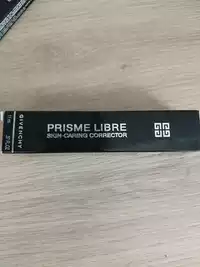 PRISME LIBRE
SKIN-CARING CORRECTOR
GIVENCHY